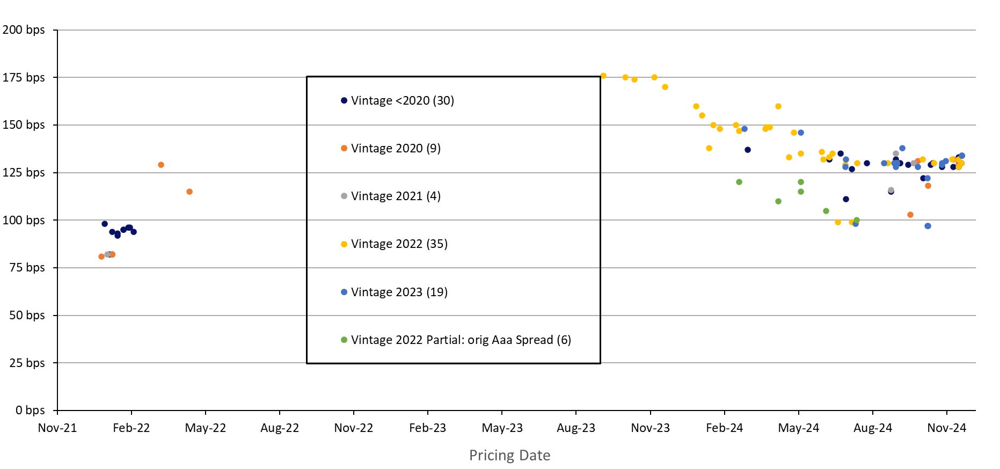 200 bps
175 bps
150 bps
125 bps
100 bps
75 bps
50 bps
25 bps
0 bps
Vintage <2020 (30)
Vintage 2020 (9)
Vintage 2021 (4)
Vintage 2022 (35)
Vintage 2023 (19)
Vintage 2022 Partial: orig Aaa Spread (6)
Nov-21 Feb-22 May-22 Aug-22 Nov-22 Feb-23 May-23 Aug-23 Nov-23 Feb-24 May-24 Aug-24 Nov-24
Pricing Date